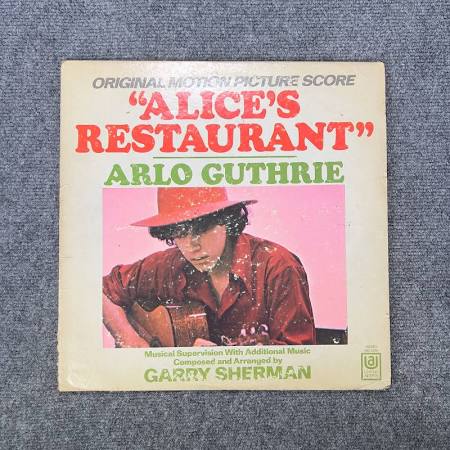 ORIGINAL MOTION PICTURE SCORE
“ALICE'S
RESTAURANT”
ARLO GUTHRIE
Musical Supervision With Additional Music
Composed and Arranged by
GARRY SHERMAN
ua